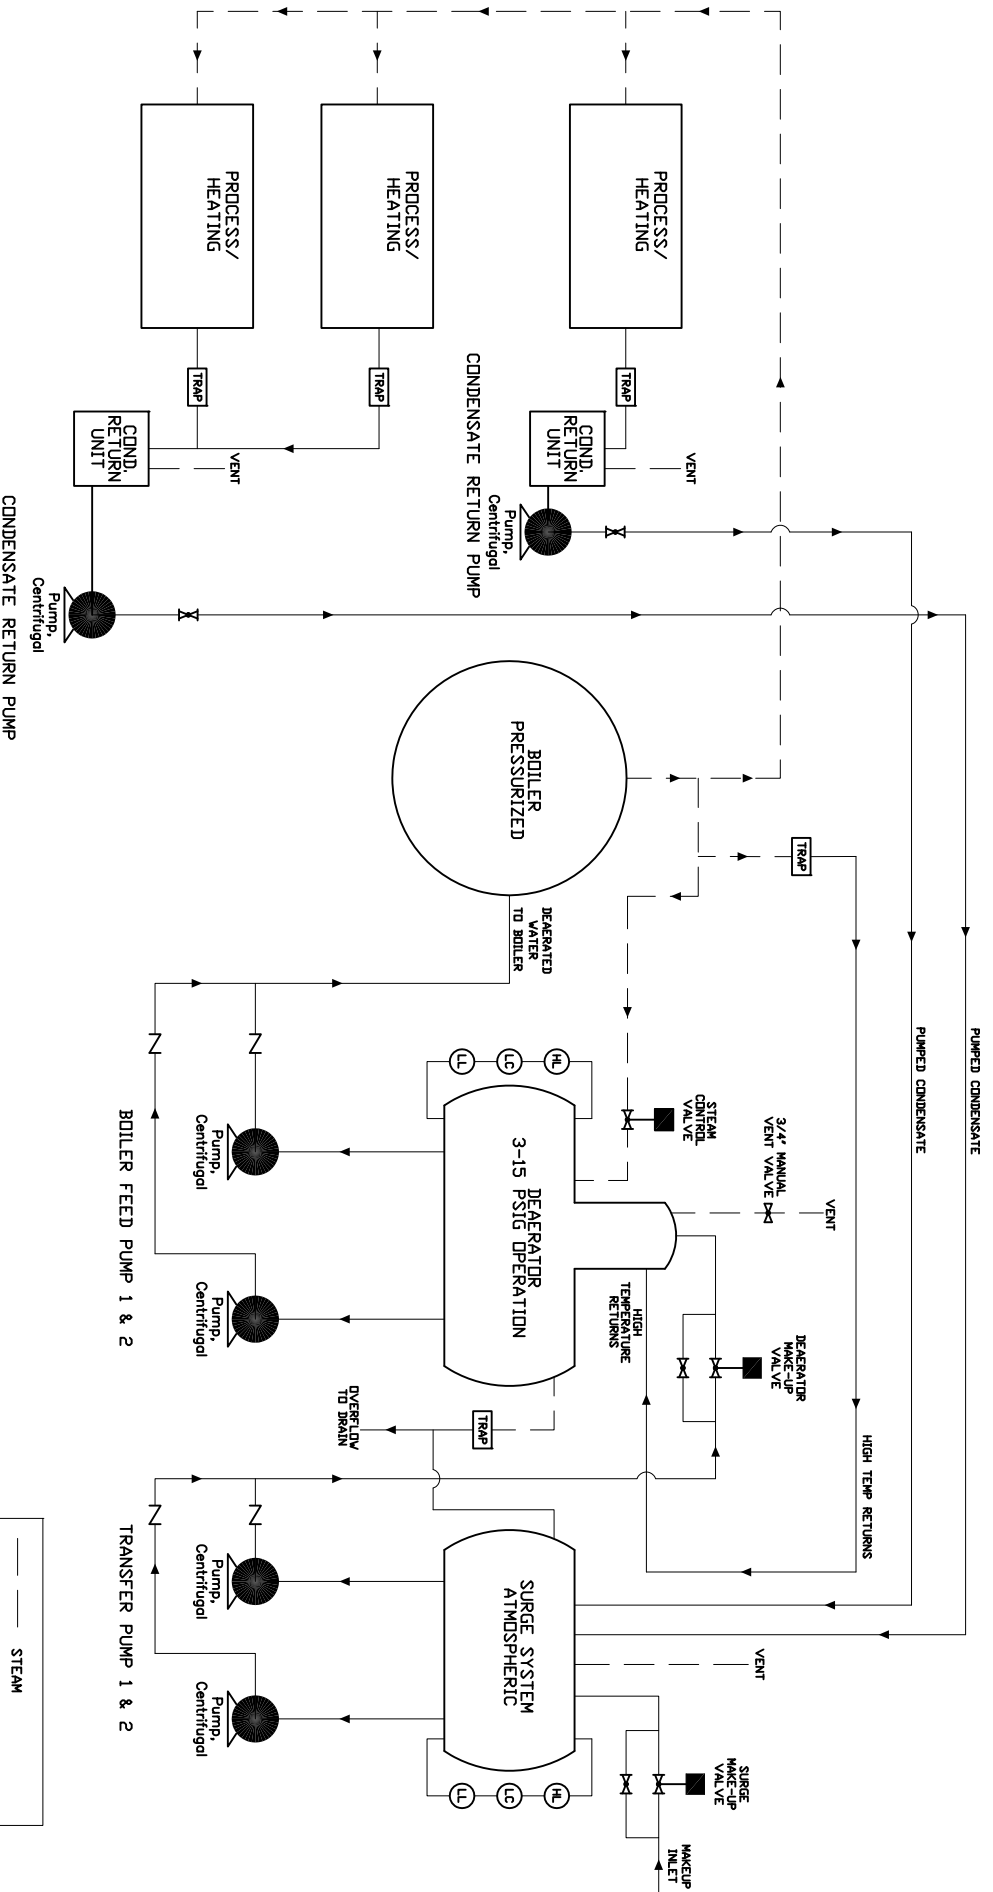 PROCESS/
HEATING
PROCESS/
HEATING
PROCESS/
HEATING
TRAP
TRAP
TRAP
COND.
RETURN
UNIT
VENT
COND.
RETURN
UNIT
VENT
Pump,
Centrifugal
CONDENSATE RETURN PUMP
Pump,
Centrifugal
CONDENSATE RETURN PUMP
BOILER
PRESSURIZED
TRAP
DEAERATED
WATER
TO BOILER
PUMPED CONDENSATE
PUMPED CONDENSATE
STEAM
CONTROL
VALVE
3/4" MANUAL
VENT VALVE
VENT
HL
LC
LL
DEAERATOR
3-15 PSIG OPERATION
Pump,
Centrifugal
Pump,
Centrifugal
BOILER FEED PUMP 1 & 2
HIGH
TEMPERATURE
RETURNS
DEAERATOR
MAKE-UP
VALVE
HIGH TEMP RETURNS
TRAP
OVERFLOW
TO DRAIN
SURGE SYSTEM
ATMOSPHERIC
VENT
Pump,
Centrifugal
Pump,
Centrifugal
TRANSFER PUMP 1 & 2
HL
LC
LL
SURGE
MAKE-UP
VALVE
MAKEUP
INLET
STEAM